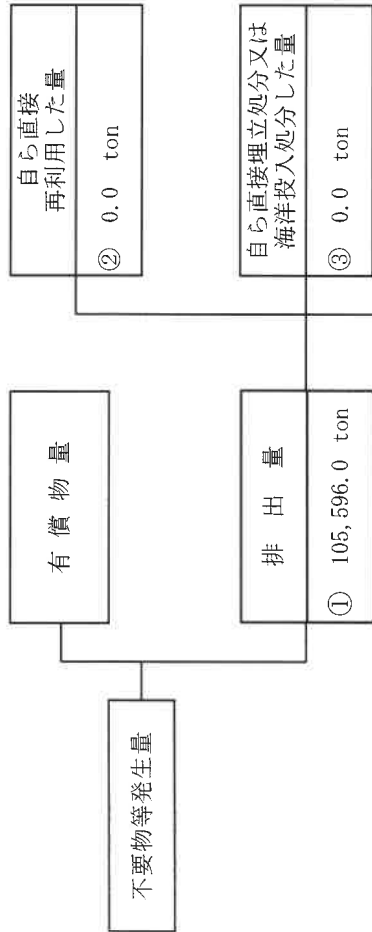 不要物等発生量
有償物量
排出量
① 105,596.0 ton
自ら直接
再利用した量
② 0.0 ton
自ら直接埋立処分又は
海洋投入処分した量
③ 0.0 ton